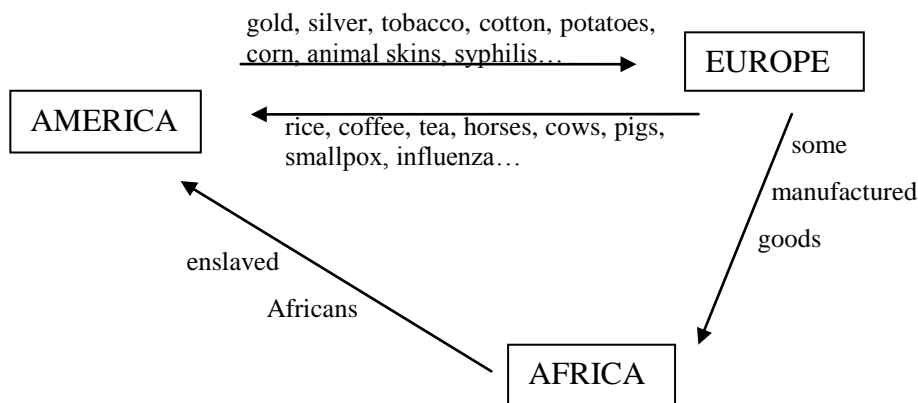 gold, silver, tobacco, cotton, potatoes,
corn, animal skins, syphilis…
EUROPE
AMERICA
rice, coffee, tea, horses, cows, pigs,
smallpox, influenza…
some
manufactured
goods
enslaved
Africans
AFRICA